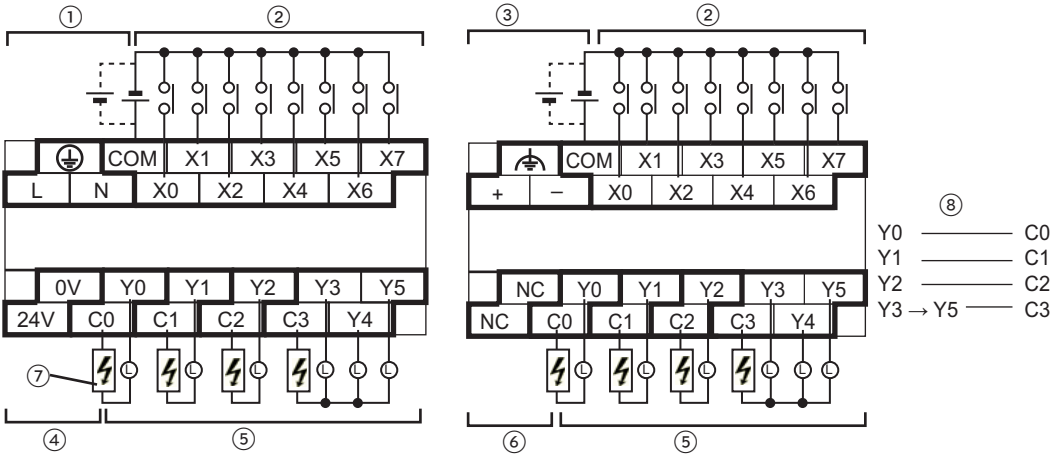 ① ②
COM X1 X3 X5 X7
L N X0 X2 X4 X6
0V Y0 Y1 Y2 Y3 Y5
24V C0 C1 C2 C3 Y4
L L L L L L
⑦
④ ⑤
③ ②
COM X1 X3 X5 X7
+ − X0 X2 X4 X6
NC Y0 Y1 Y2 Y3 Y5
NC C0 C1 C2 C3 Y4
L L L L L L
⑥ ⑤
⑧
Y0 C0
Y1 C1
Y2 C2
Y3 → Y5 C3